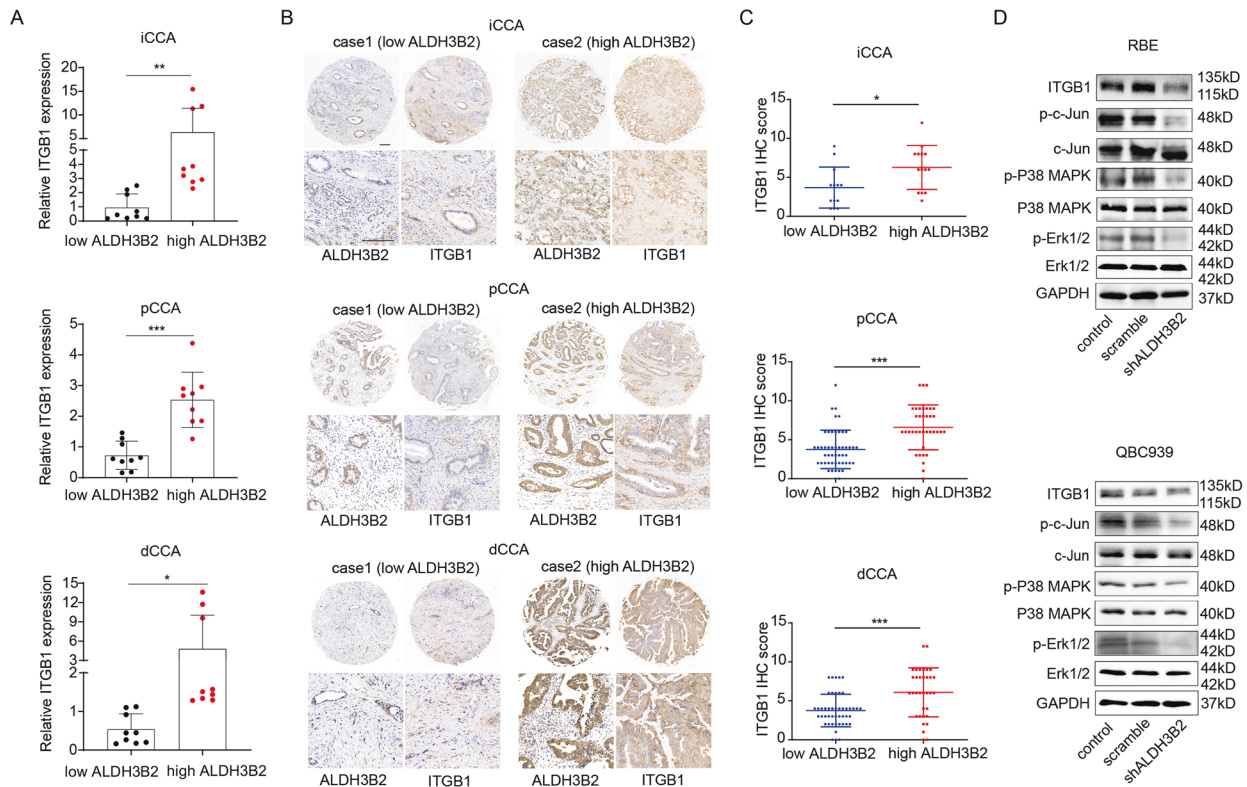 A
iCCA
Relative ITGB1 expression
20
15
10
5
4
3
2
1
0
**
low ALDH3B2 high ALDH3B2
pCCA
Relative ITGB1 expression
5
4
3
2
1
0
***
low ALDH3B2 high ALDH3B2
dCCA
Relative ITGB1 expression
15
12
9
6
3
2
1
0
*
low ALDH3B2 high ALDH3B2
B
iCCA
case1 (low ALDH3B2) case2 (high ALDH3B2)
ALDH3B2 ITGB1 ALDH3B2 ITGB1
pCCA
case1 (low ALDH3B2) case2 (high ALDH3B2)
ALDH3B2 ITGB1 ALDH3B2 ITGB1
dCCA
case1 (low ALDH3B2) case2 (high ALDH3B2)
ALDH3B2 ITGB1 ALDH3B2 ITGB1
C
iCCA
ITGB1 IHC score
15
10
5
0
*
low ALDH3B2 high ALDH3B2
pCCA
ITGB1 IHC score
15
10
5
0
***
low ALDH3B2 high ALDH3B2
dCCA
ITGB1 IHC score
15
10
5
0
***
low ALDH3B2 high ALDH3B2
D
RBE
ITGB1 135kD
115kD
p-c-Jun 48kD
c-Jun 48kD
p-P38 MAPK 40kD
P38 MAPK 40kD
p-Erk1/2 44kD
42kD
Erk1/2 44kD
42kD
GAPDH 37kD
control scramble shALDH3B2
QBC939
ITGB1 135kD
115kD
p-c-Jun 48kD
c-Jun 48kD
p-P38 MAPK 40kD
P38 MAPK 40kD
p-Erk1/2 44kD
42kD
Erk1/2 44kD
42kD
GAPDH 37kD
control scramble shALDH3B2